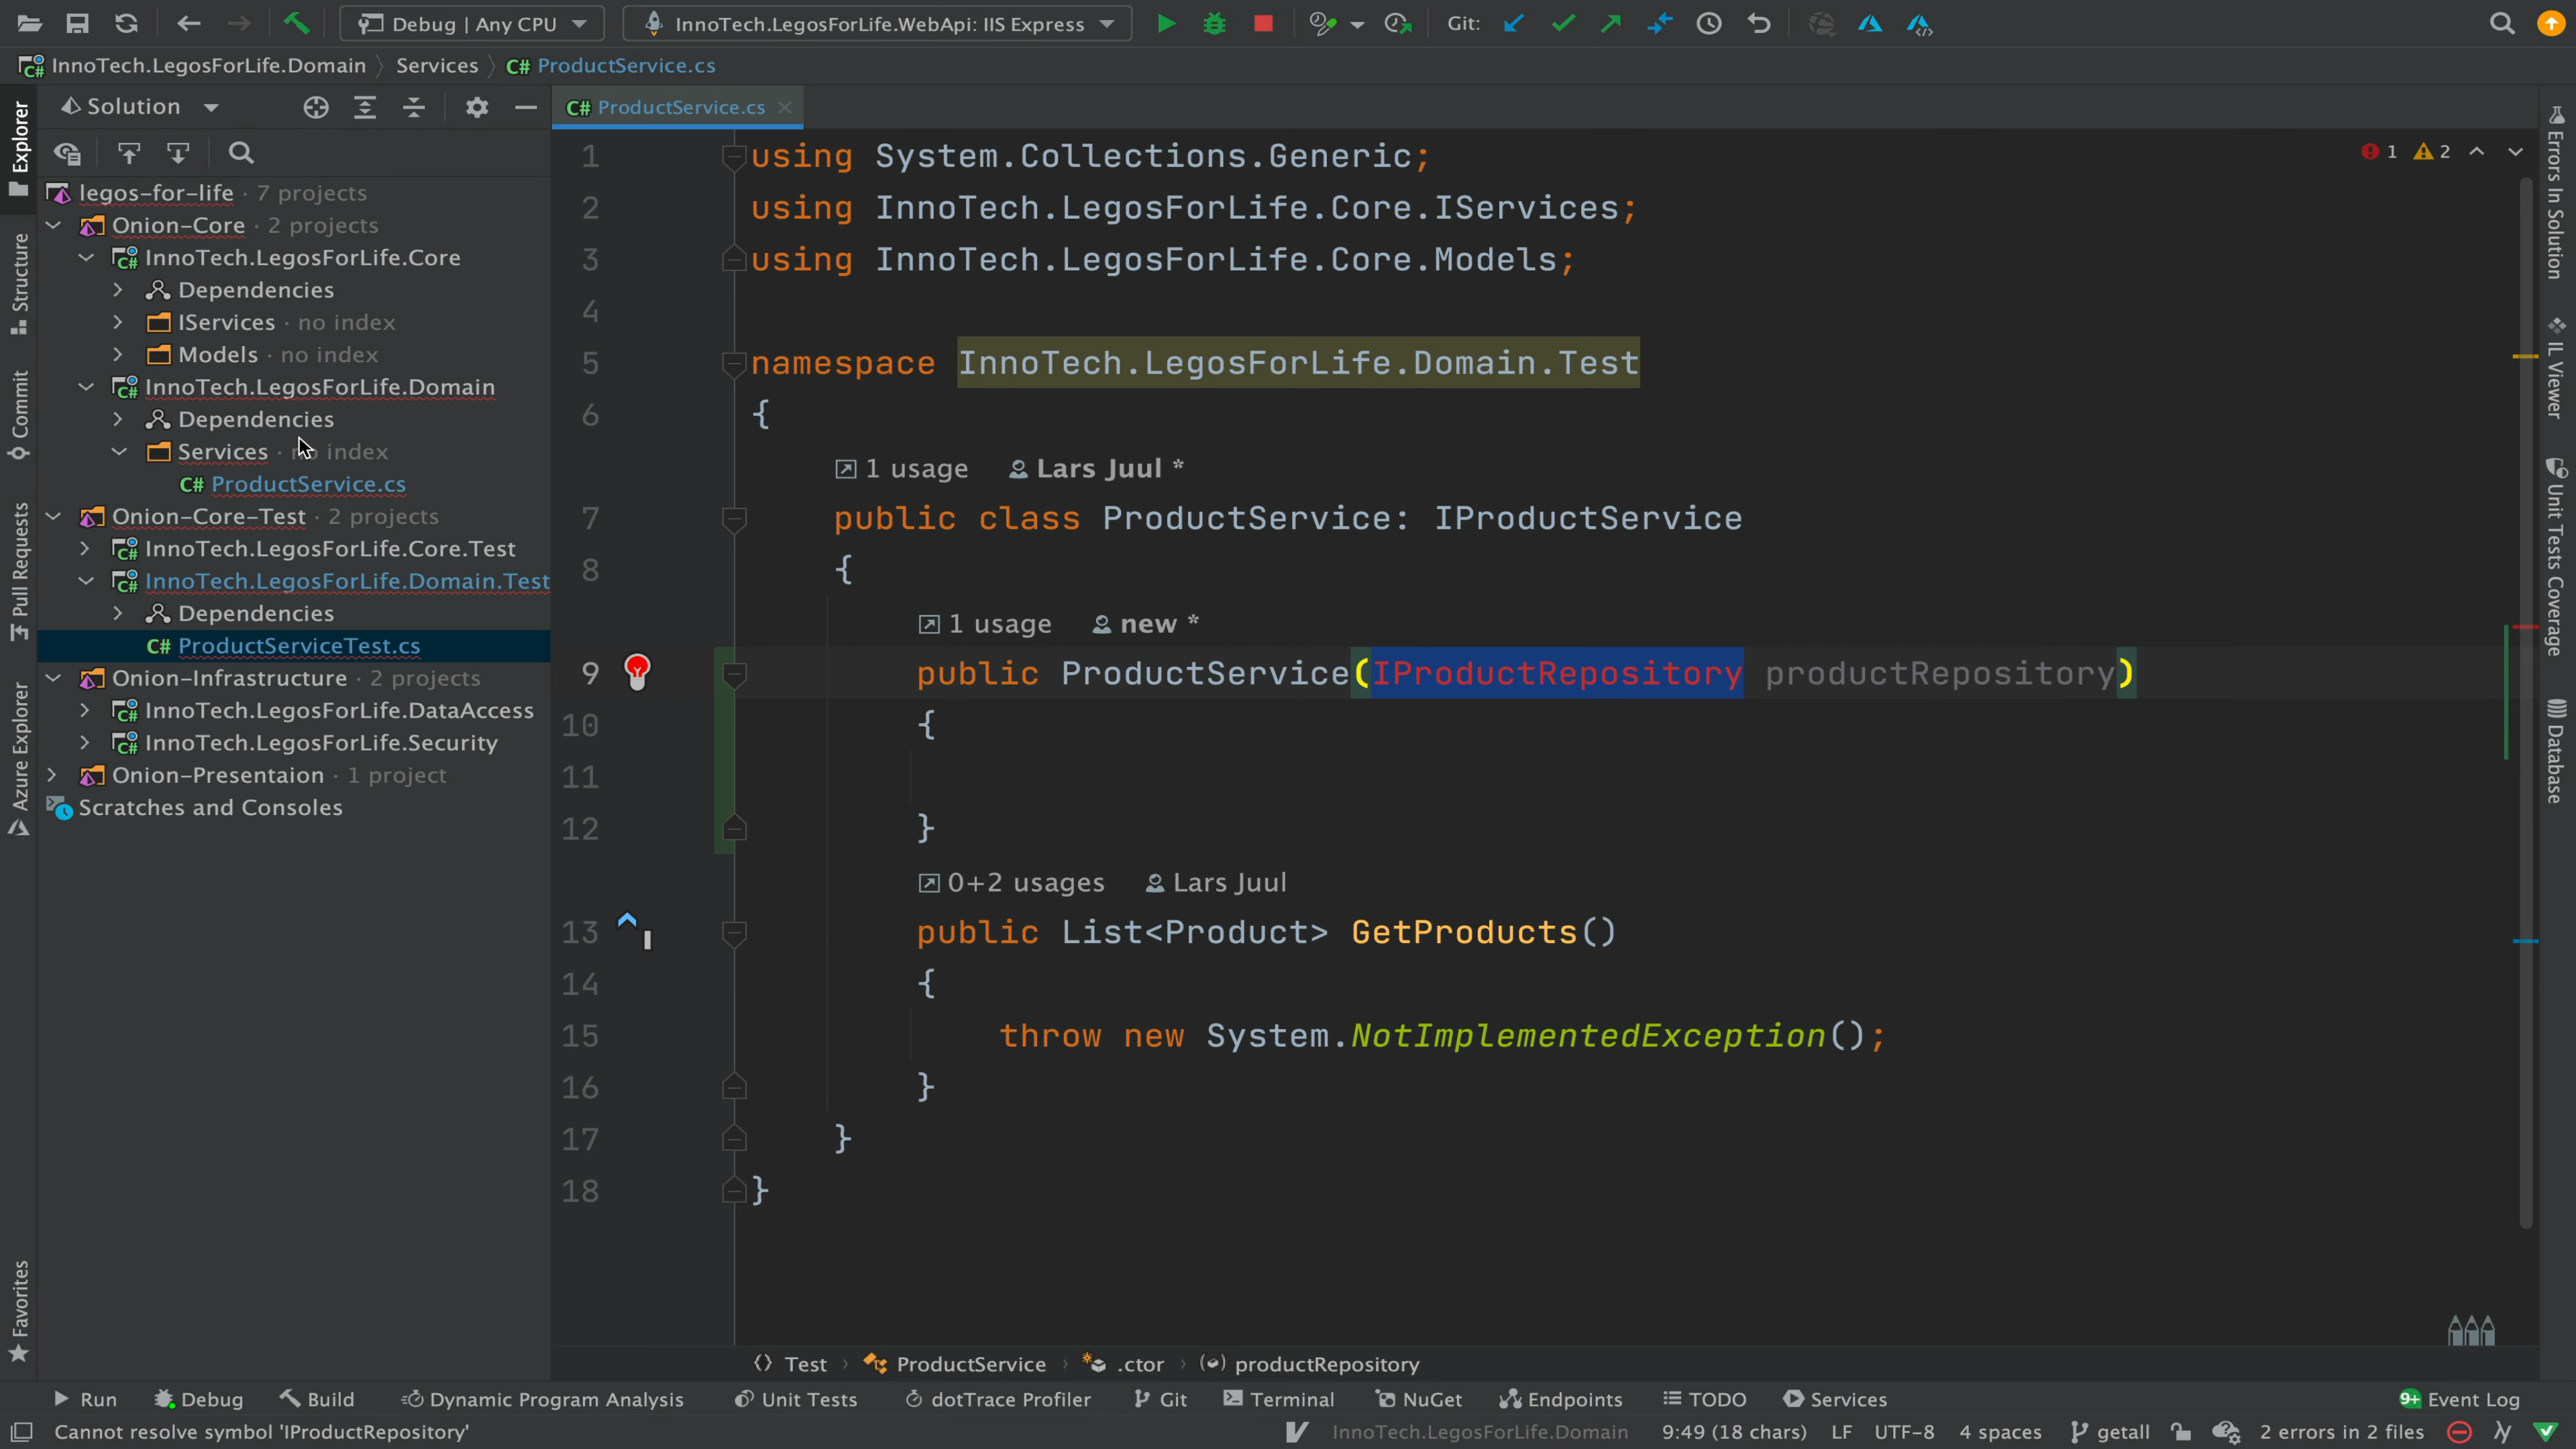 Debug | Any CPU
InnoTech.LegosForLife.WebApi: IIS Express
Git:
InnoTech.LegosForLife.Domain
Services
C# ProductService.cs
Solution
C# ProductService.cs
Explorer
Structure
Commit
Pull Requests
Azure Explorer
Favorites
legos-for-life · 7 projects
Onion-Core · 2 projects
C# InnoTech.LegosForLife.Core
Dependencies
IServices · no index
Models · no index
C# InnoTech.LegosForLife.Domain
Dependencies
Services · no index
C# ProductService.cs
Onion-Core-Test · 2 projects
C# InnoTech.LegosForLife.Core.Test
C# InnoTech.LegosForLife.Domain.Test
Dependencies
C# ProductServiceTest.cs
Onion-Infrastructure · 2 projects
C# InnoTech.LegosForLife.DataAccess
C# InnoTech.LegosForLife.Security
Onion-Presentaion · 1 project
Scratches and Consoles
1 using System.Collections.Generic;
2 using InnoTech.LegosForLife.Core.IServices;
3 using InnoTech.LegosForLife.Core.Models;
4
5 namespace InnoTech.LegosForLife.Domain.Test
6 {
1 usage Lars Juul *
7 public class ProductService: IProductService
8 {
1 usage new *
9 public ProductService(IProductRepository productRepository)
10 {
11
12 }
0+2 usages Lars Juul
13 public List<Product> GetProducts()
14 {
15 throw new System.NotImplementedException();
16 }
17 }
18 }
1 2
Errors In Solution
IL Viewer
Unit Tests Coverage
Database
Test
ProductService
.ctor
productRepository
Run
Debug
Build
Dynamic Program Analysis
Unit Tests
dotTrace Profiler
Git
Terminal
NuGet
Endpoints
TODO
Services
9+ Event Log
Cannot resolve symbol 'IProductRepository'
InnoTech.LegosForLife.Domain
9:49 (18 chars)
LF
UTF-8
4 spaces
getall
2 errors in 2 files